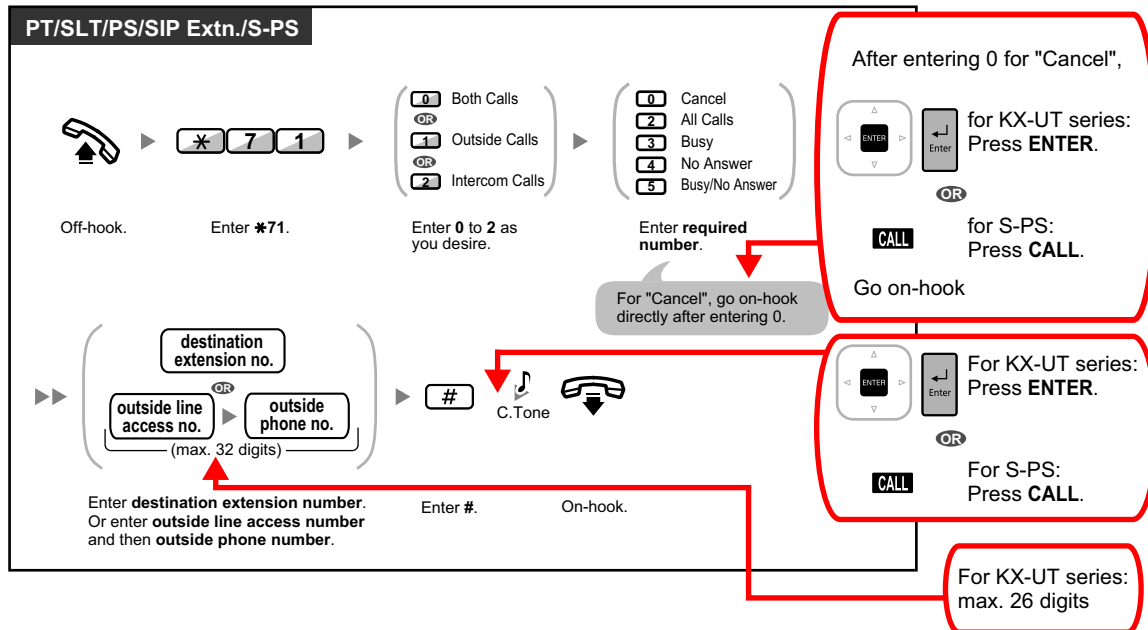 PT/SLT/PS/SIP Extn./S-PS
Off-hook.
7 1
Enter ✱71.
0 Both Calls
OR
1 Outside Calls
OR
2 Intercom Calls
Enter 0 to 2 as
you desire.
0 Cancel
2 All Calls
3 Busy
4 No Answer
5 Busy/No Answer
Enter required
number.
For "Cancel", go on-hook
directly after entering 0.
After entering 0 for "Cancel",
ENTER
Enter
for KX-UT series:
Press ENTER.
OR
CALL
for S-PS:
Press CALL.
Go on-hook
destination
extension no.
OR
outside line
access no.
outside
phone no.
(max. 32 digits)
Enter destination extension number.
Or enter outside line access number
and then outside phone number.
#
Enter #.
C.Tone
On-hook.
ENTER
Enter
For KX-UT series:
Press ENTER.
OR
CALL
For S-PS:
Press CALL.
For KX-UT series:
max. 26 digits